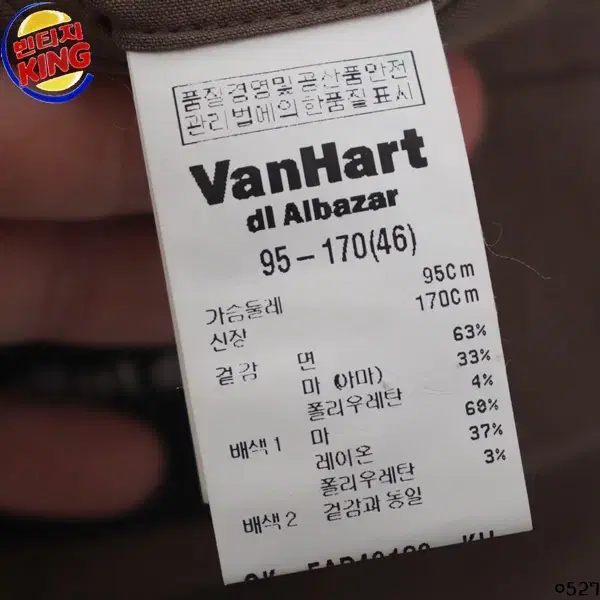 빈티지
KING
품질경영및 공산품안전
관리법에의한품질표시
VanHart
dl Albazar
95-170(46)
가슴둘레 95Cm
신장 170Cm
겉감 면 63%
마 (아마) 33%
폴리우레탄 4%
배색1 마 60%
레이온 37%
폴리우레탄 3%
배색2 겉감과 동일
0527